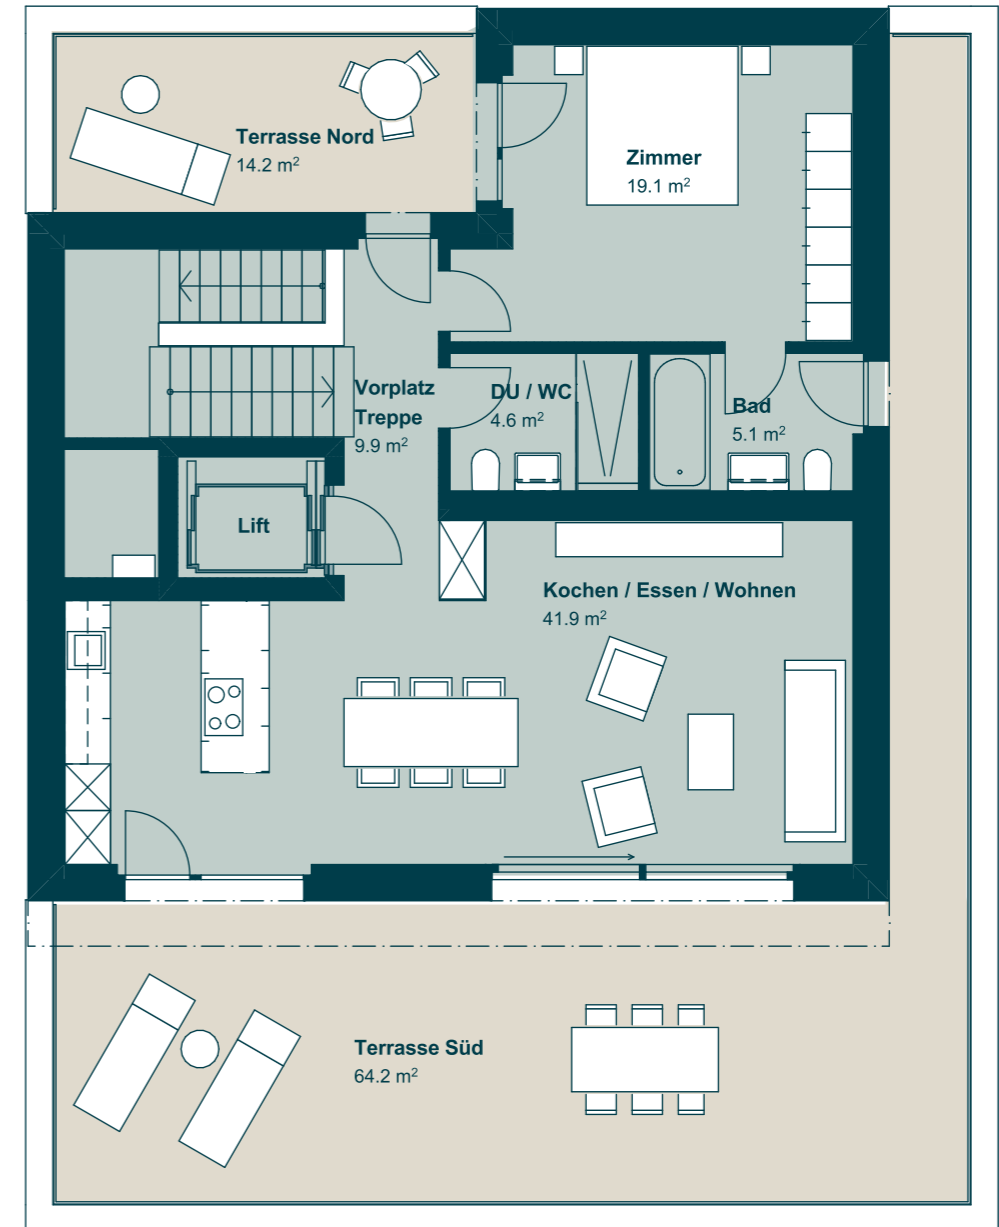 Terrasse Nord
14.2 m²
Zimmer
19.1 m²
Vorplatz
Treppe
9.9 m²
DU / WC
4.6 m²
Bad
5.1 m²
Lift
Kochen / Essen / Wohnen
41.9 m²
Terrasse Süd
64.2 m²